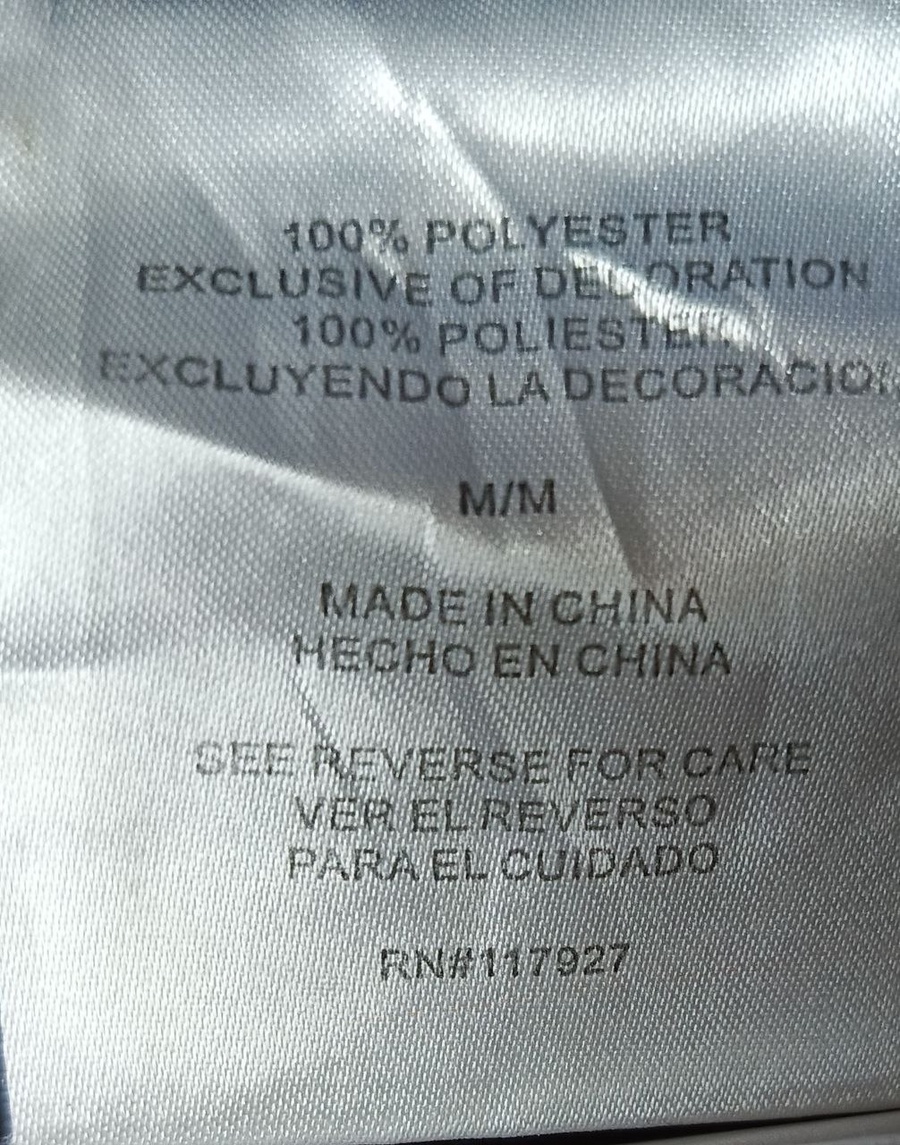 100% POLYESTER
EXCLUSIVE OF DECORATION
100% POLIESTER
EXCLUYENDO LA DECORACION
M/M
MADE IN CHINA
HECHO EN CHINA
SEE REVERSE FOR CARE
VER EL REVERSO
PARA EL CUIDADO
RN#117927